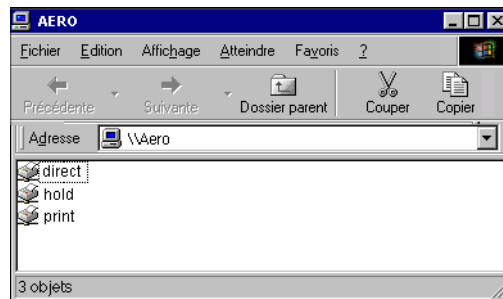 AERO
Fichier Edition Affichage Atteindre Favoris ?
Précédente Suivante Dossier parent Couper Copier
Adresse \\Aero
direct
hold
print
3 objets